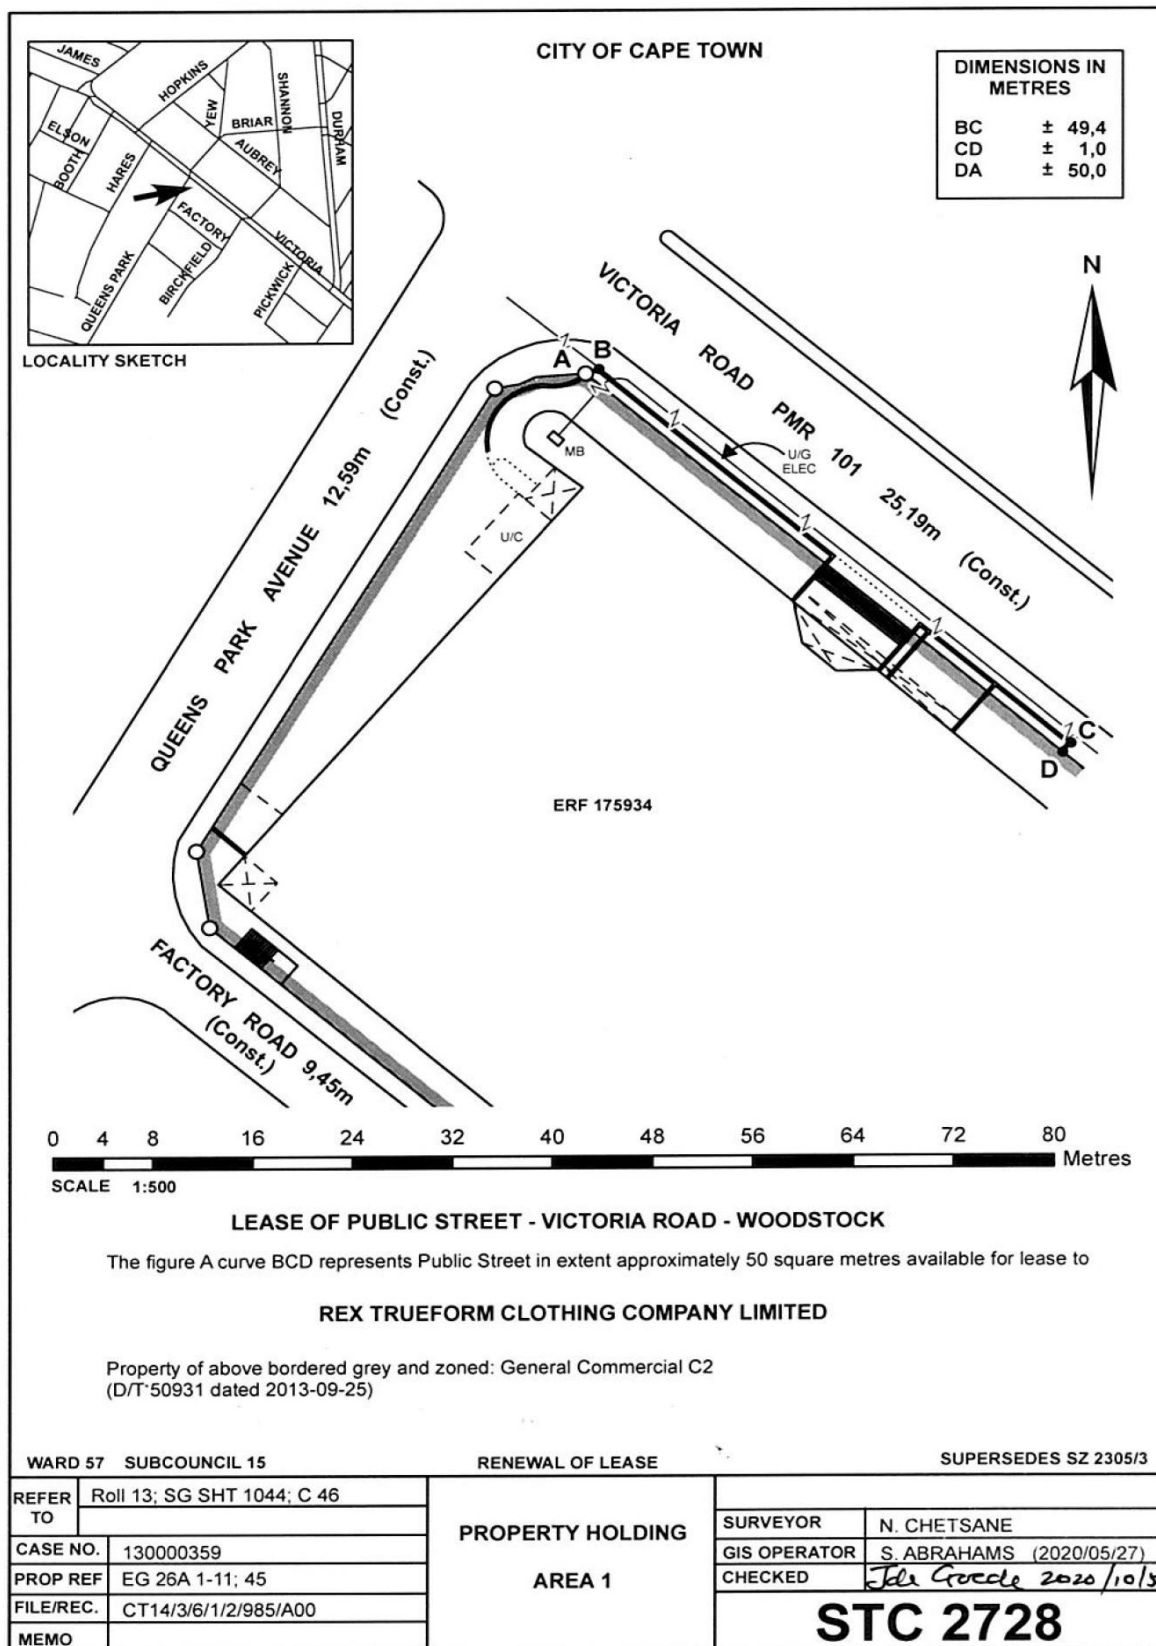 CITY OF CAPE TOWN
JAMES
HOPKINS
YEW
SHANNON
BRIAR
DURHAM
ELSON
BOOTH
HARES
AUBREY
FACTORY
VICTORIA
QUEENS PARK
BIRCHFIELD
PICKWICK
LOCALITY SKETCH
DIMENSIONS IN
METRES
BC ± 49,4
CD ± 1,0
DA ± 50,0
N
VICTORIA ROAD PMR 101 25,19m (Const.)
A
B
MB
U/G
ELEC
U/C
QUEENS PARK AVENUE 12,59m (Const.)
C
D
ERF 175934
FACTORY ROAD 9,45m
(Const.)
0 4 8 16 24 32 40 48 56 64 72 80
Metres
SCALE 1:500
LEASE OF PUBLIC STREET - VICTORIA ROAD - WOODSTOCK
The figure A curve BCD represents Public Street in extent approximately 50 square metres available for lease to
REX TRUEFORM CLOTHING COMPANY LIMITED
Property of above bordered grey and zoned: General Commercial C2
(D/T 50931 dated 2013-09-25)
WARD 57 SUBCOUNCIL 15
RENEWAL OF LEASE
SUPERSEDES SZ 2305/3
REFER
TO
Roll 13; SG SHT 1044; C 46
CASE NO. 130000359
PROP REF EG 26A 1-11; 45
FILE/REC. CT14/3/6/1/2/985/A00
MEMO
PROPERTY HOLDING
AREA 1
SURVEYOR N. CHETSANE
GIS OPERATOR S. ABRAHAMS (2020/05/27)
CHECKED 2020/10/
STC 2728